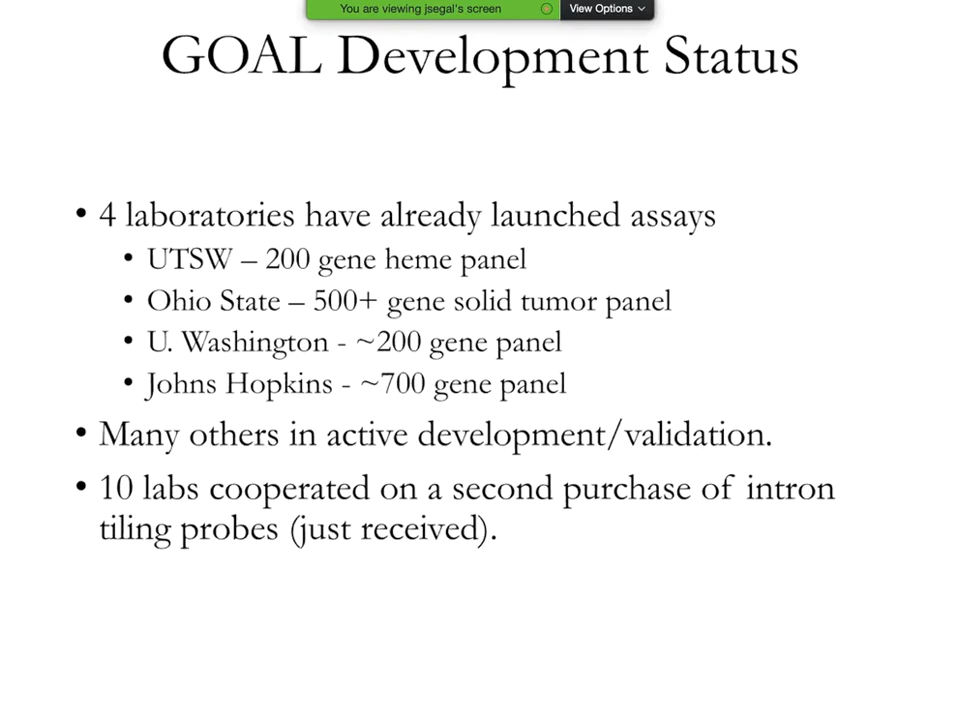 You are viewing jsegal's screen View Options
GOAL Development Status
• 4 laboratories have already launched assays
• UTSW – 200 gene heme panel
• Ohio State – 500+ gene solid tumor panel
• U. Washington - ~200 gene panel
• Johns Hopkins - ~700 gene panel
• Many others in active development/validation.
• 10 labs cooperated on a second purchase of intron
tiling probes (just received).